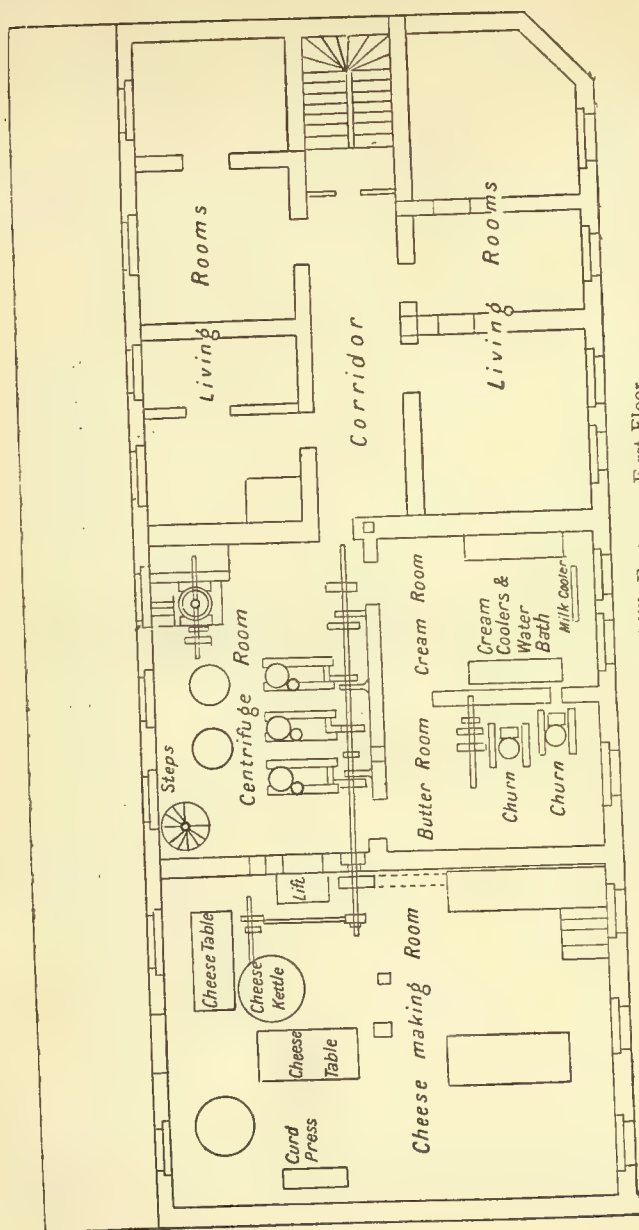 Living Rooms
Corridor
Living Rooms
Steps
Centrifuge Room
Cream Room
Butter Room
Cream
Coolers &
Water
Bath
Milk Cooler
Churn
Churn
Lift
Cheese Table
Cheese
Kettle
Cheese
Table
Curd
Press
Cheese making Room
Floor